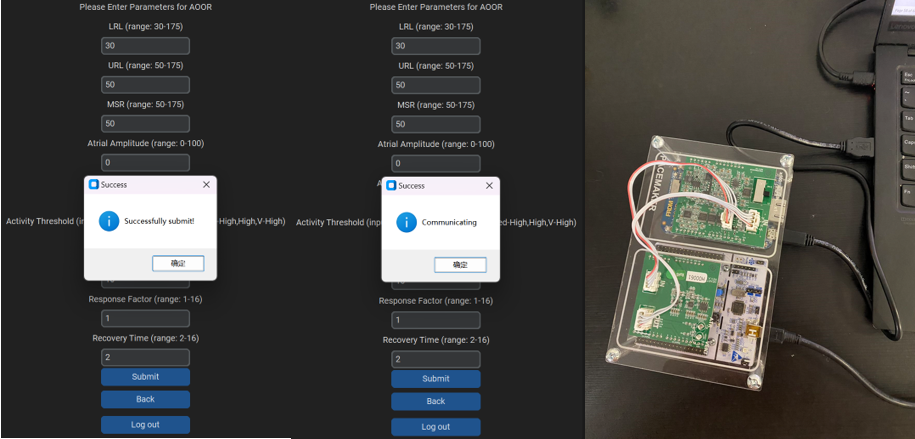 Please Enter Parameters for AOOR
LRL (range: 30-175)
30
URL (range: 50-175)
50
MSR (range: 50-175)
50
Atrial Amplitude (range: 0-100)
0
Success
Successfully submit!
Activity Threshold (inp
-High,High,V-High)
确定
Response Factor (range: 1-16)
1
Recovery Time (range: 2-16)
2
Submit
Back
Log out
Please Enter Parameters for AOOR
LRL (range: 30-175)
30
URL (range: 50-175)
50
MSR (range: 50-175)
50
Atrial Amplitude (range: 0-100)
0
Success
Communicating
Activity Threshold (inp
ed-High,High,V-High)
确定
Response Factor (range: 1-16)
1
Recovery Time (range: 2-16)
2
Submit
Back
Log out
PACEMAKER
Esc
Tab
Caps
Shift
Fn